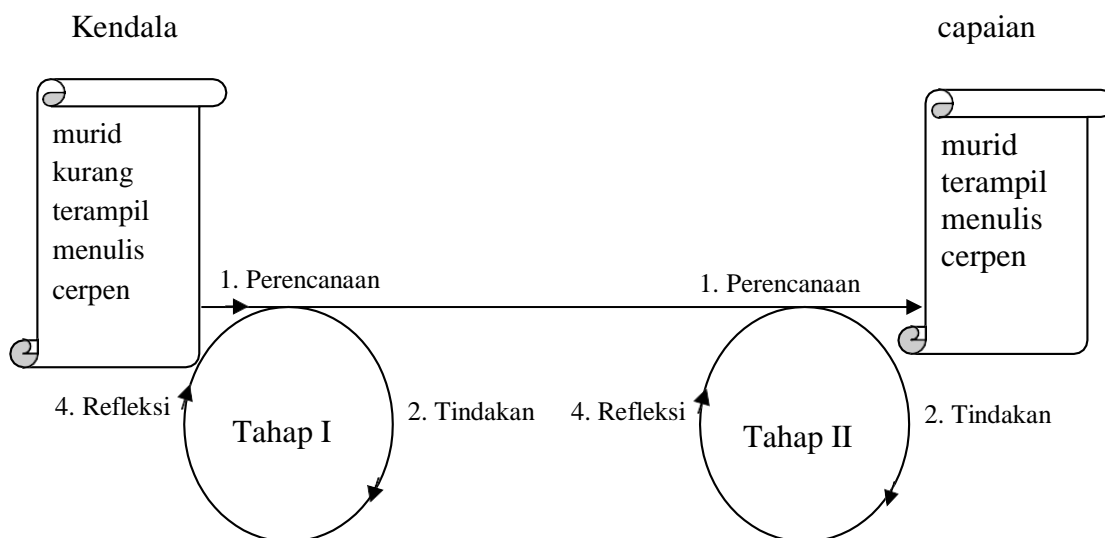 Kendala
capaian
murid
kurang
terampil
menulis
cerpen
murid
terampil
menulis
cerpen
1. Perencanaan
1. Perencanaan
4. Refleksi
2. Tindakan
4. Refleksi
2. Tindakan
Tahap I
Tahap II